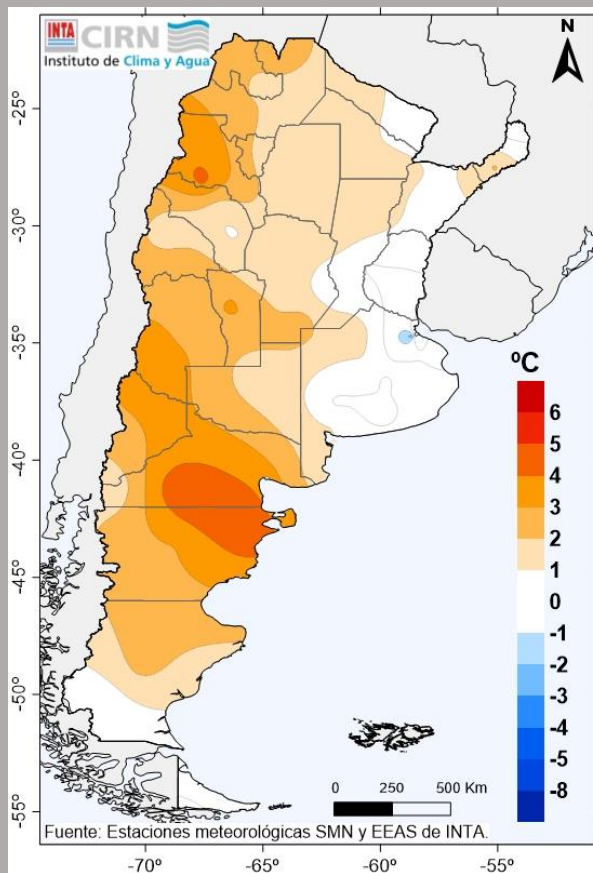 INTA CIRN
Instituto de Clima y Agua
N
-25°
-30°
-35°
-40°
-45°
-50°
-55°
ºC
6
5
4
3
2
1
0
-1
-2
-3
-4
-5
-8
0 250 500 Km
Fuente: Estaciones meteorológicas SMN y EEAS de INTA.
-70° -65° -60° -55°